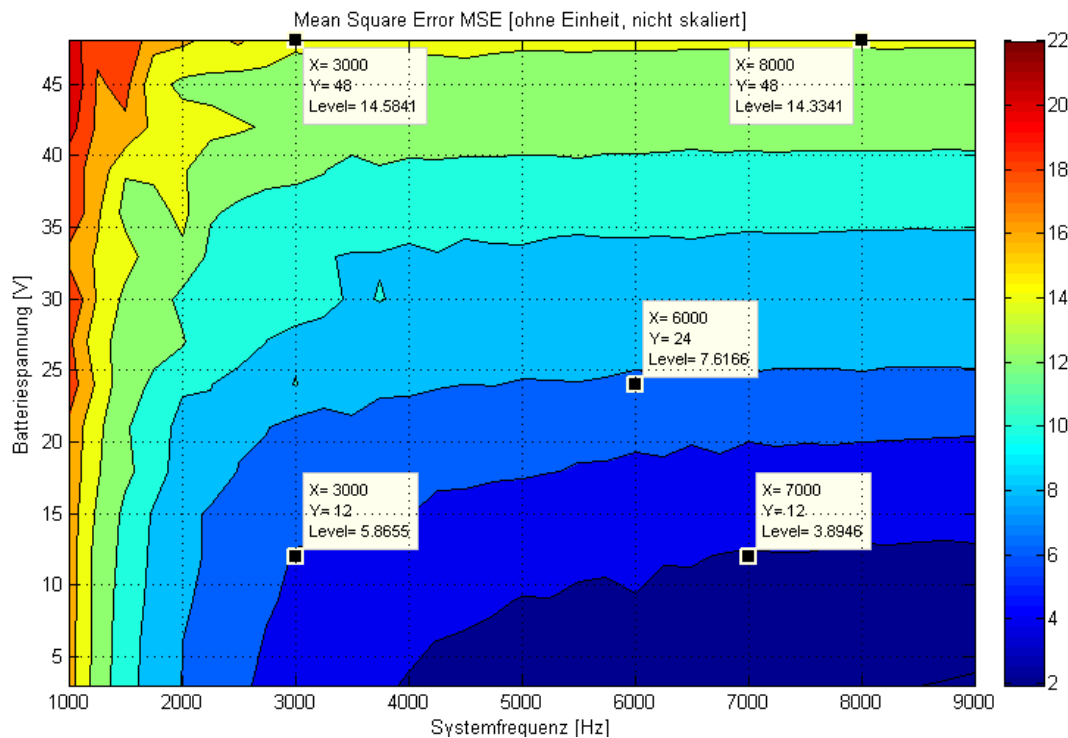 Mean Square Error MSE [ohne Einheit, nicht skaliert]
X= 3000
Y= 48
Level= 14.5841
X= 8000
Y= 48
Level= 14.3341
X= 6000
Y= 24
Level= 7.6166
X= 3000
Y= 12
Level= 5.8655
X= 7000
Y= 12
Level= 3.8946
Batteriespannung [V]
45
40
35
30
25
20
15
10
5
1000 2000 3000 4000 5000 6000 7000 8000 9000
Systemfrequenz [Hz]
22
20
18
16
14
12
10
8
6
4
2